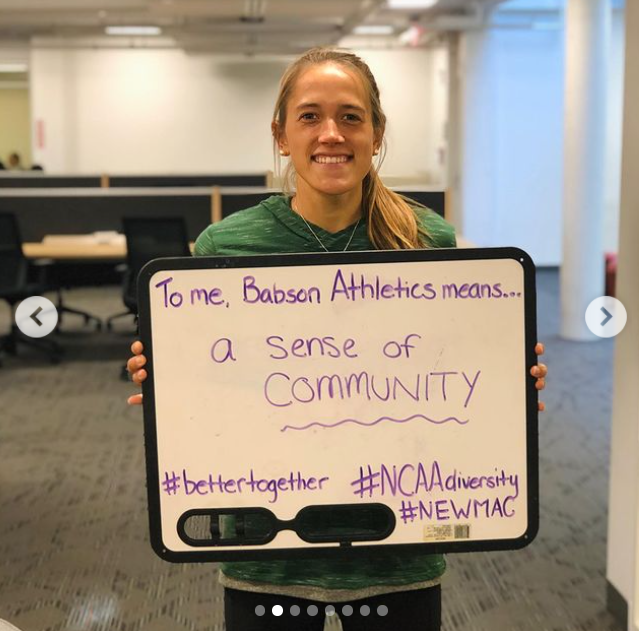 To me, Babson Athletics means...
a sense of
COMMUNITY
#bettertogether #NCAAdiversity
#NEWMAC